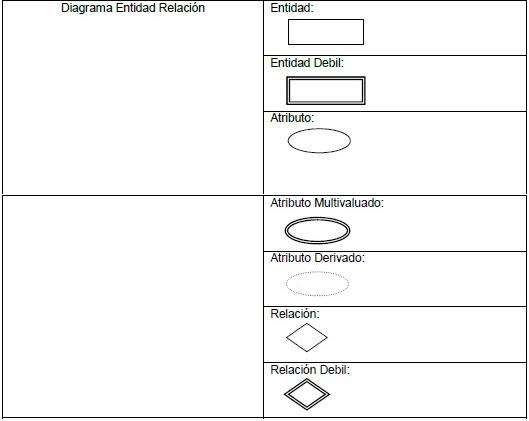 Diagrama Entidad Relación
Entidad:
Entidad Debil:
Atributo:
Atributo Multivaluado:
Atributo Derivado:
Relación:
Relación Debil: